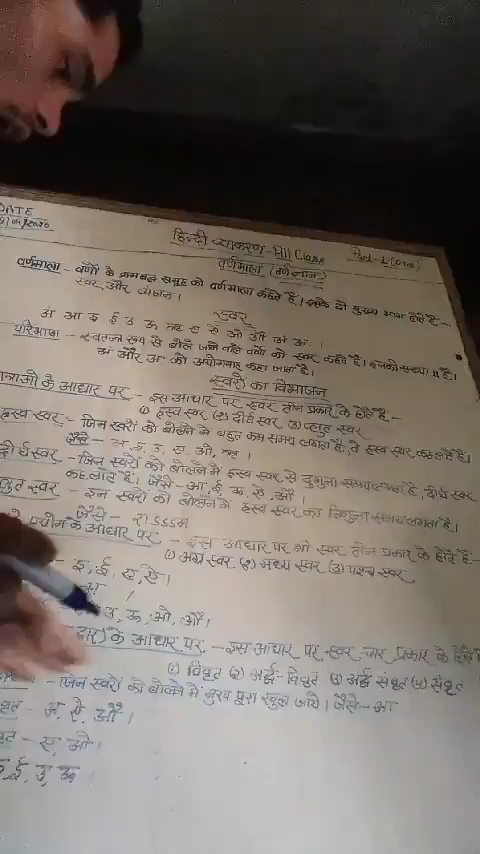 DATE
हिन्दी व्याकरण-All Class
Part-1
वर्णमाला (वर्ण ज्ञान)
वर्णमाला - वर्णों के क्रमबद्ध समूह को वर्णमाला कहते हैं। इसके दो मुख्य भाग होते हैं -
स्वर और व्यंजन।
स्वर
अ आ इ ई उ ऊ ऋ ए ऐ ओ औ अं अः।
परिभाषा - स्वतन्त्र रूप से बोले जाने वाले वर्णों को स्वर कहते हैं। इनकी संख्या है।
अं और अः को अयोगवाह कहा जाता है।
स्वरों का विभाजन
मात्राओं के आधार पर - इस आधार पर स्वर तीन प्रकार के होते हैं -
(1) ह्रस्व स्वर (2) दीर्घ स्वर (3) प्लुत स्वर
ह्रस्व स्वर - जिन स्वरों को बोलने में बहुत कम समय लगता है, वे ह्रस्व स्वर कहलाते हैं।
जैसे - अ, इ, उ, ए, ओ, ऋ।
दीर्घ स्वर - जिन स्वरों को बोलने में ह्रस्व स्वर से दुगुना समय लगता है, दीर्घ स्वर
कहलाते हैं। जैसे - आ, ई, ऊ, ऐ, औ।
प्लुत स्वर - इन स्वरों को बोलने में ह्रस्व स्वर का तिगुना समय लगता है।
जैसे - राऽऽऽम
प्रयोग के आधार पर - इस आधार पर भी स्वर तीन प्रकार के होते हैं -
(1) अग्र स्वर (2) मध्य स्वर (3) पश्च स्वर
- इ, ई, ए, ऐ।
अ।
उ, ऊ, ओ, औ।
के आधार पर - इस आधार पर स्वर चार प्रकार के होते
(1) विवृत (2) अर्द्ध-विवृत (3) अर्द्ध संवृत (4) संवृत
- जिन स्वरों को बोलने में मुख पूरा खुल जाये। जैसे - आ
- अ, ऐ, औ।
- ए, ओ।
ई, उ, ऊ